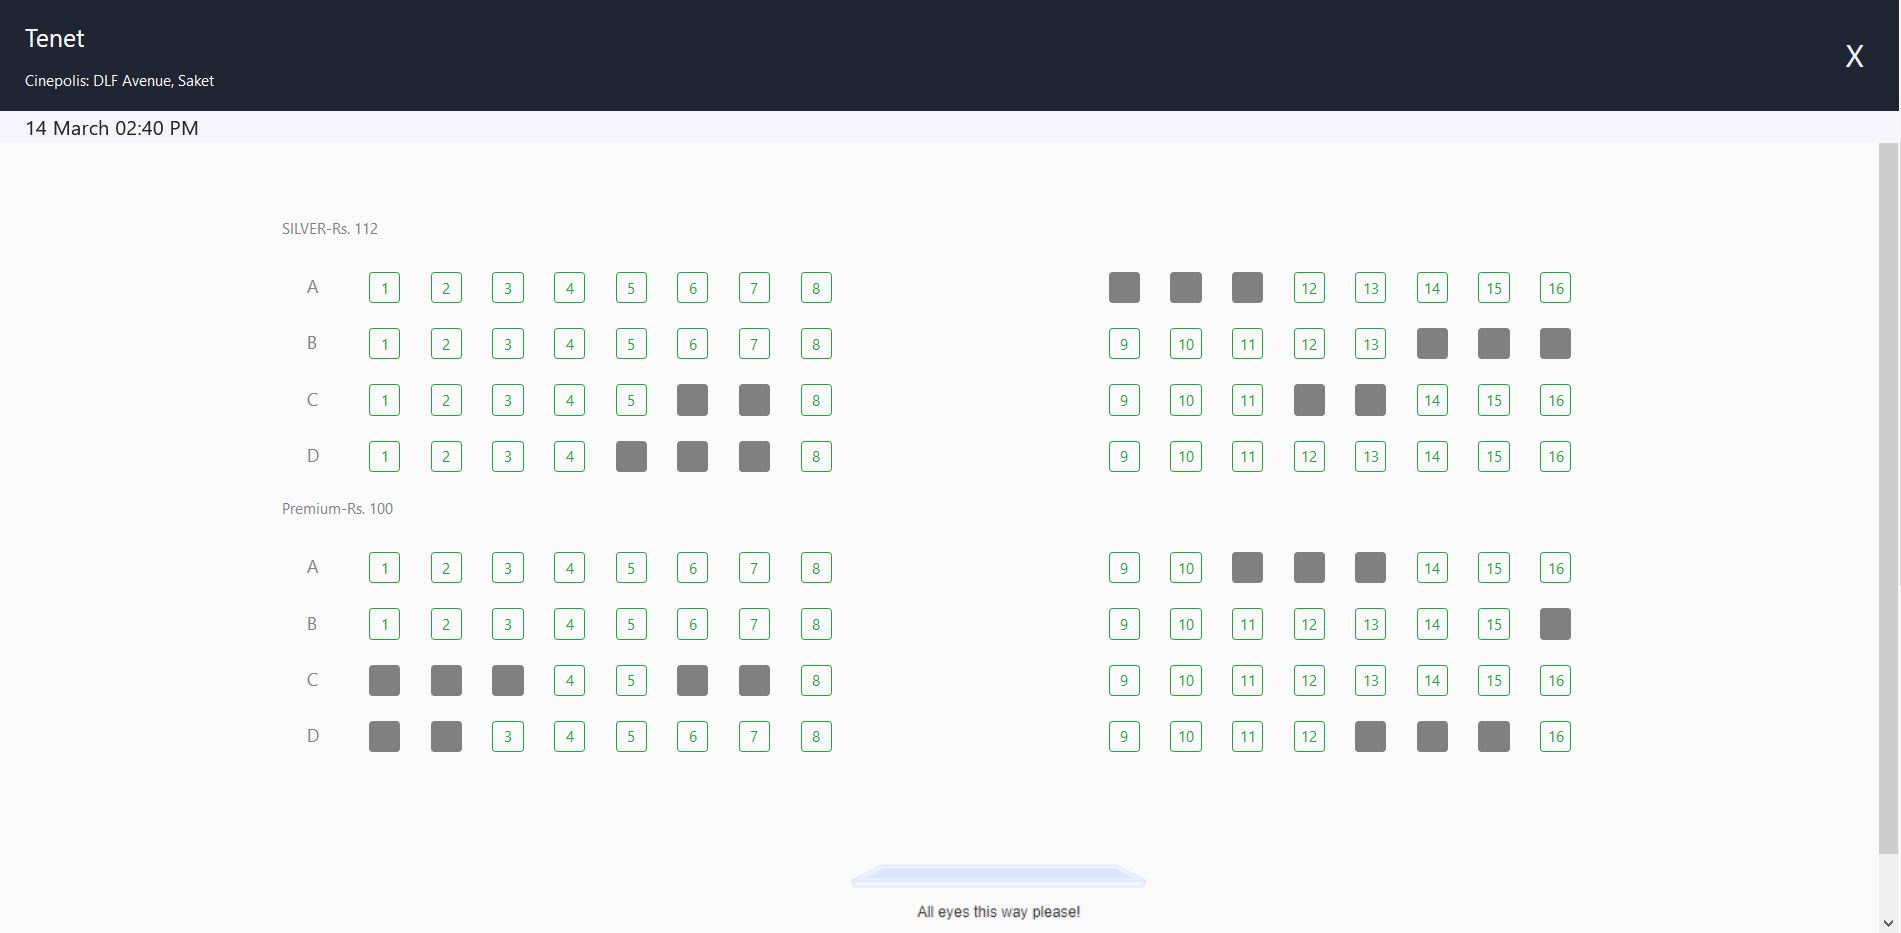 Tenet
X
Cinepolis: DLF Avenue, Saket
14 March 02:40 PM
SILVER-Rs. 112
A 1 2 3 4 5 6 7 8 12 13 14 15 16
B 1 2 3 4 5 6 7 8 9 10 11 12 13
C 1 2 3 4 5 8 9 10 11 14 15 16
D 1 2 3 4 8 9 10 11 12 13 14 15 16
Premium-Rs. 100
A 1 2 3 4 5 6 7 8 9 10 14 15 16
B 1 2 3 4 5 6 7 8 9 10 11 12 13 14 15
C 4 5 8 9 10 11 12 13 14 15 16
D 3 4 5 6 7 8 9 10 11 12 16
All eyes this way please!